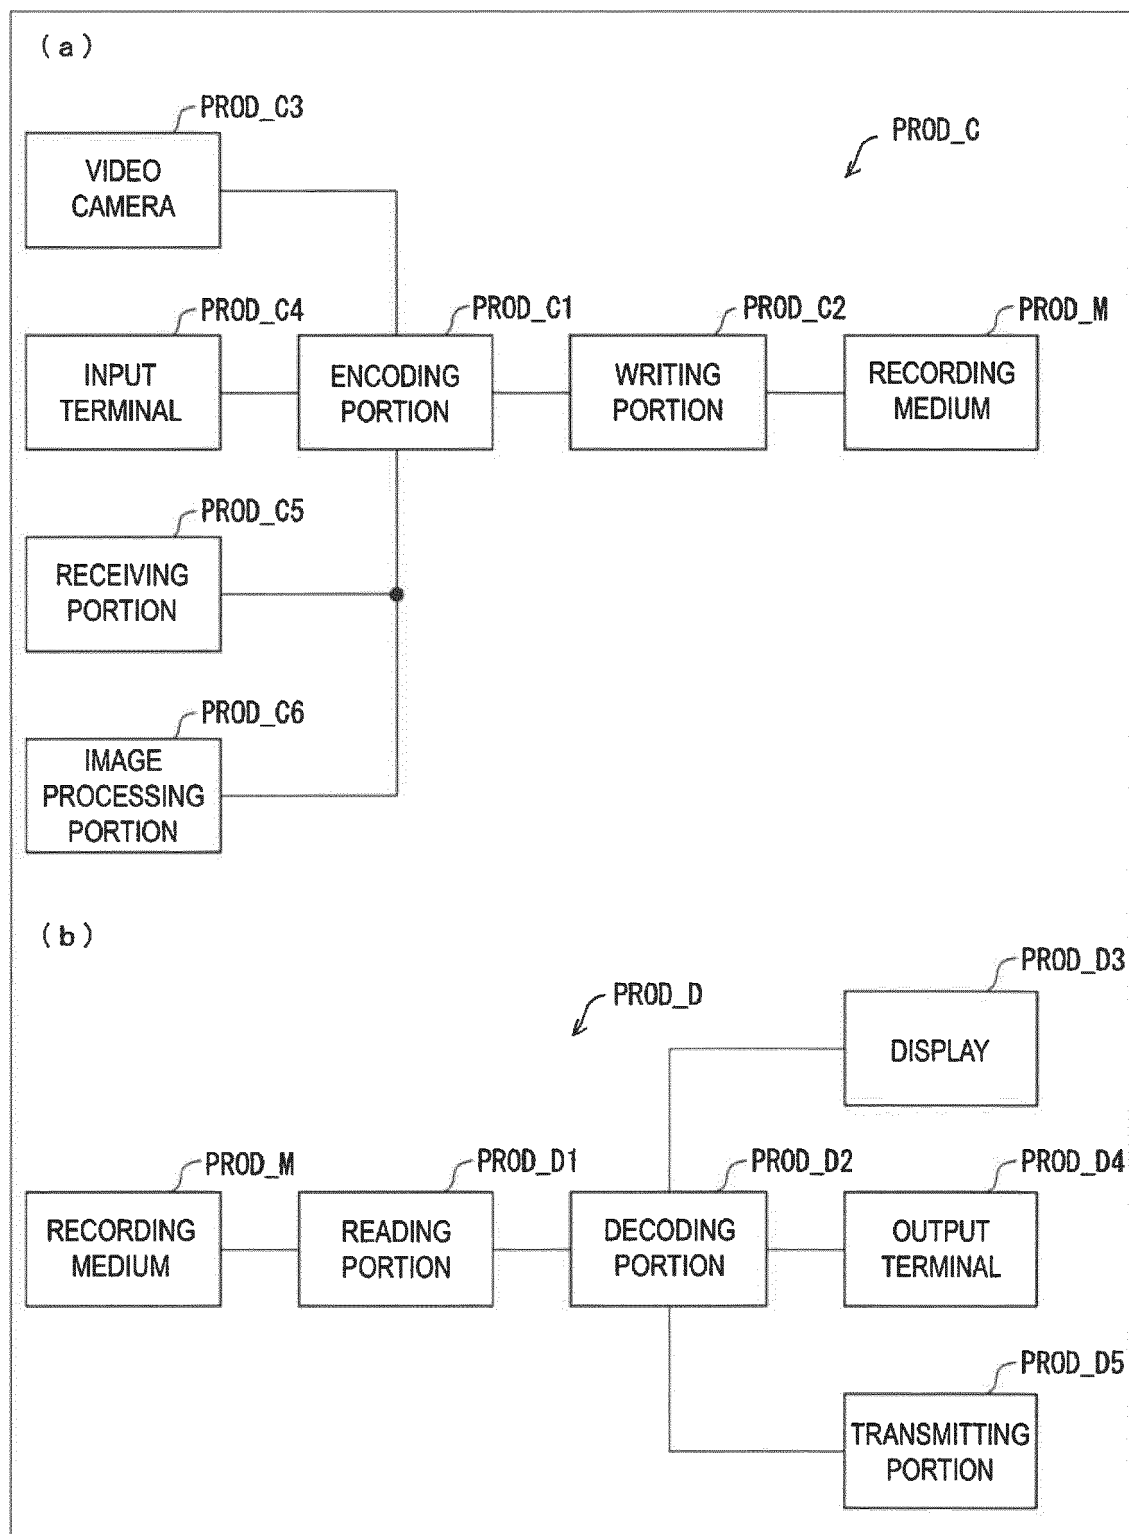 (a)
PROD_C3
VIDEO
CAMERA
PROD_C
PROD_C4
INPUT
TERMINAL
PROD_C1
ENCODING
PORTION
PROD_C2
WRITING
PORTION
PROD_M
RECORDING
MEDIUM
PROD_C5
RECEIVING
PORTION
PROD_C6
IMAGE
PROCESSING
PORTION
(b)
PROD_D
PROD_D3
DISPLAY
PROD_M
RECORDING
MEDIUM
PROD_D1
READING
PORTION
PROD_D2
DECODING
PORTION
PROD_D4
OUTPUT
TERMINAL
PROD_D5
TRANSMITTING
PORTION